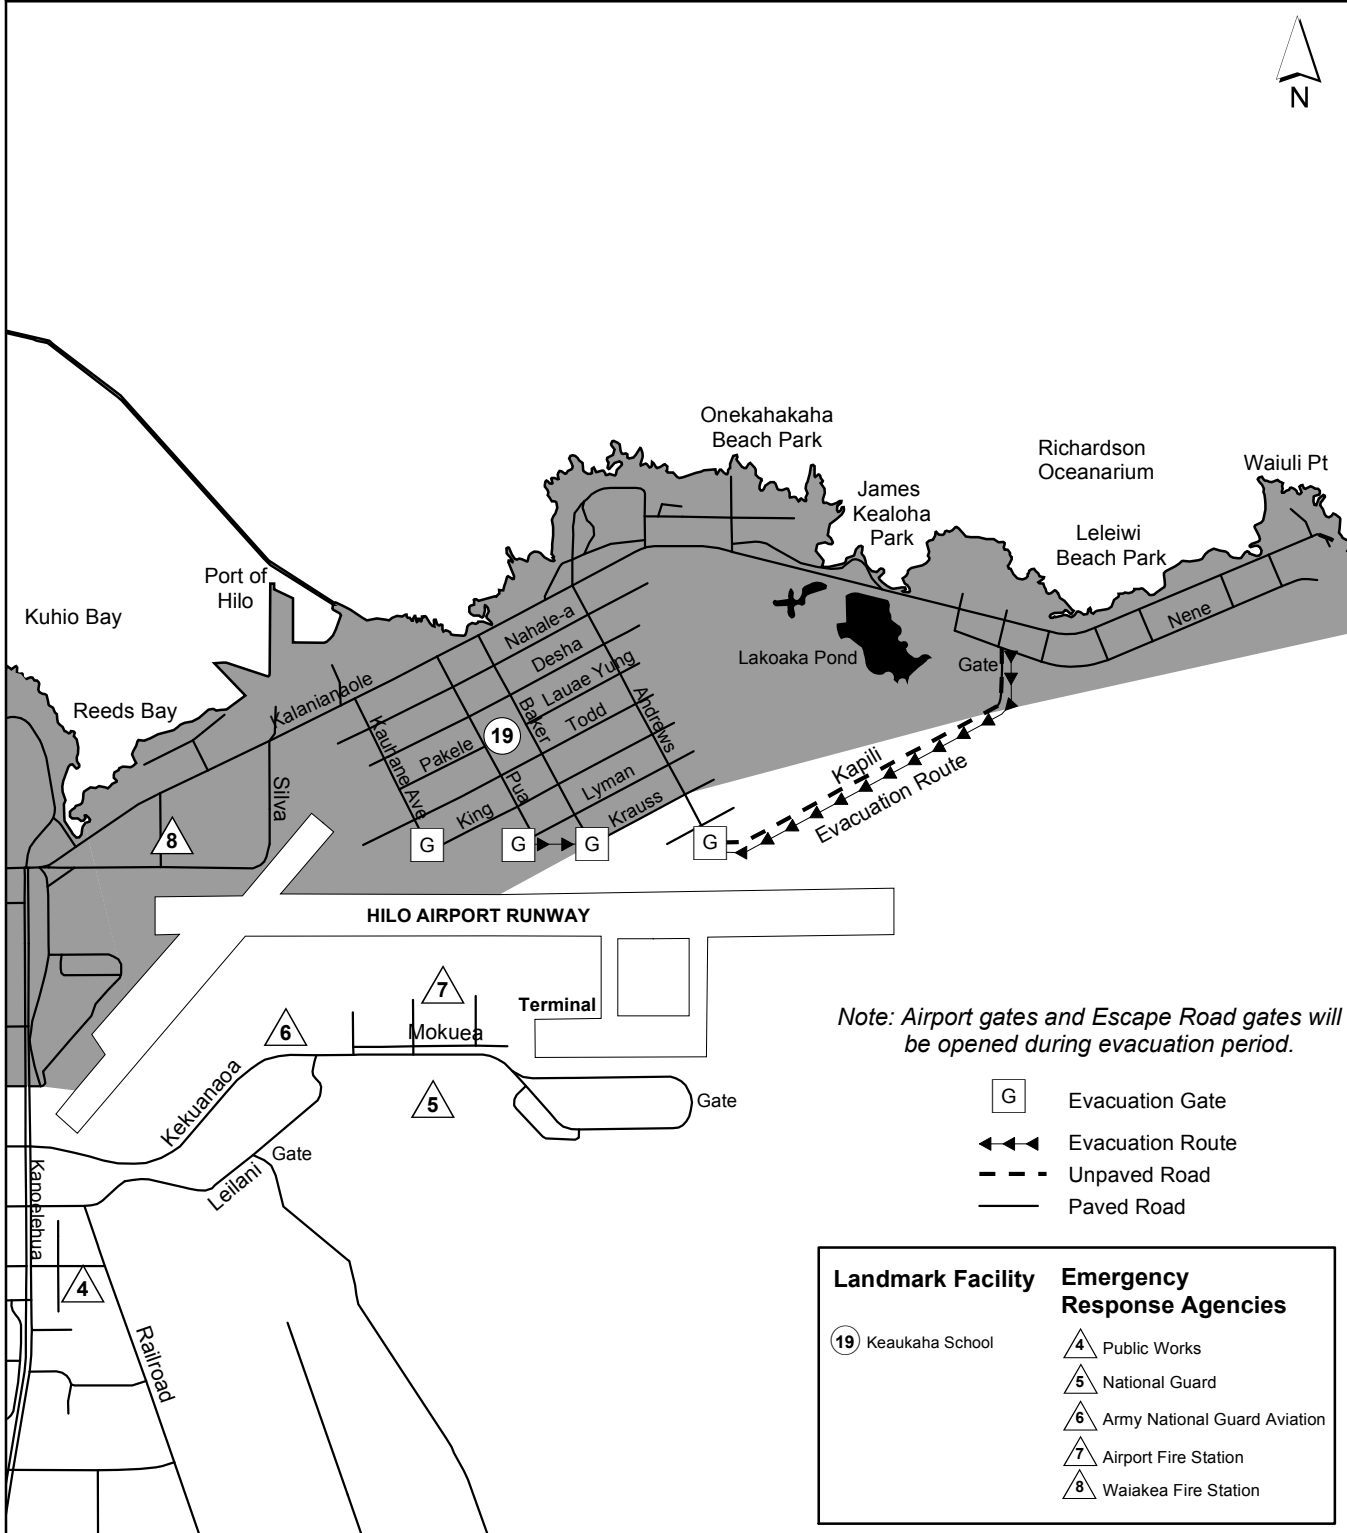 N
Onekahakaha
Beach Park
Richardson
Oceanarium
Waiuli Pt
James
Kealoha
Park
Leleiwi
Beach Park
Port of
Hilo
Kuhio Bay
Nahale-a
Nene
Desha
Lauae Yung
Lakoaka Pond
Gate
Kalanianaole
Reeds Bay
Kauhane Ave
Baker
Andrews
Todd
19
Pakele
Pua
Kapili
Evacuation Route
Silva
King
Lyman
Krauss
8
G
G
G
G
HILO AIRPORT RUNWAY
7
Terminal
6
Mokuea
Note: Airport gates and Escape Road gates will
be opened during evacuation period.
Kekuanaoa
5
Gate
G
Evacuation Gate
Evacuation Route
Gate
Leilani
Unpaved Road
Paved Road
Kanoelehua
4
Railroad
Landmark Facility
19 Keaukaha School
Emergency
Response Agencies
4 Public Works
5 National Guard
6 Army National Guard Aviation
7 Airport Fire Station
8 Waiakea Fire Station